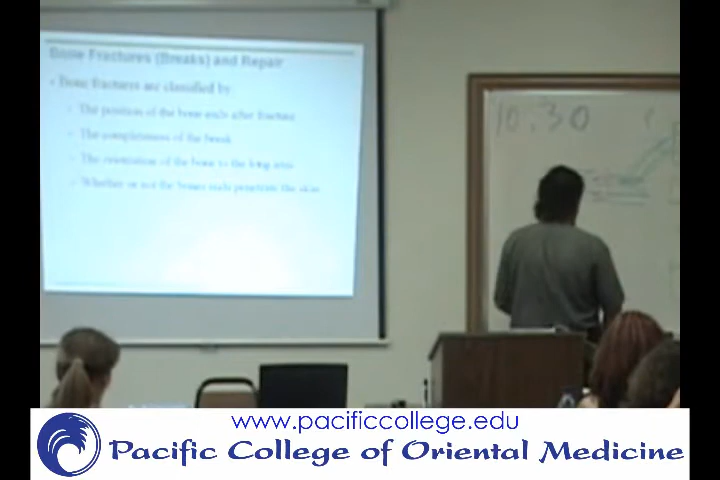 Bone Fractures (Breaks) and Repair
Bone fractures are classified by:
The position of the bone ends after fracture
The completeness of the break
The orientation of the bone to the long axis
Whether or not the bones ends penetrate the skin
10:30
www.pacificcollege.edu
Pacific College of Oriental Medicine